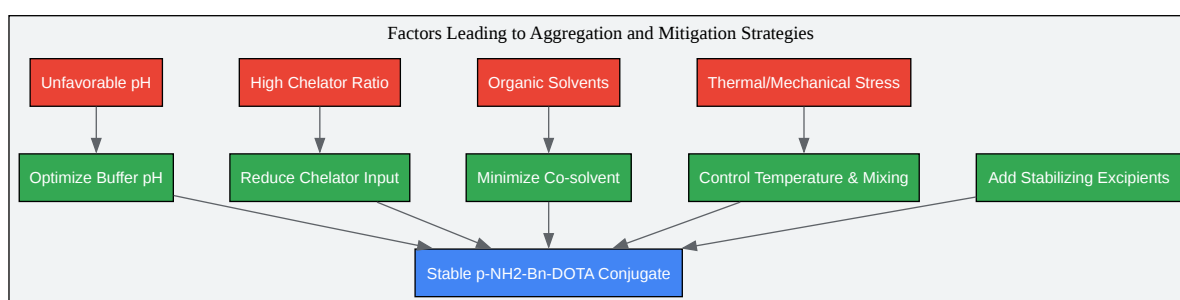 Factors Leading to Aggregation and Mitigation Strategies
Unfavorable pH
High Chelator Ratio
Organic Solvents
Thermal/Mechanical Stress
Optimize Buffer pH
Reduce Chelator Input
Minimize Co-solvent
Control Temperature & Mixing
Add Stabilizing Excipients
Stable p-NH2-Bn-DOTA Conjugate